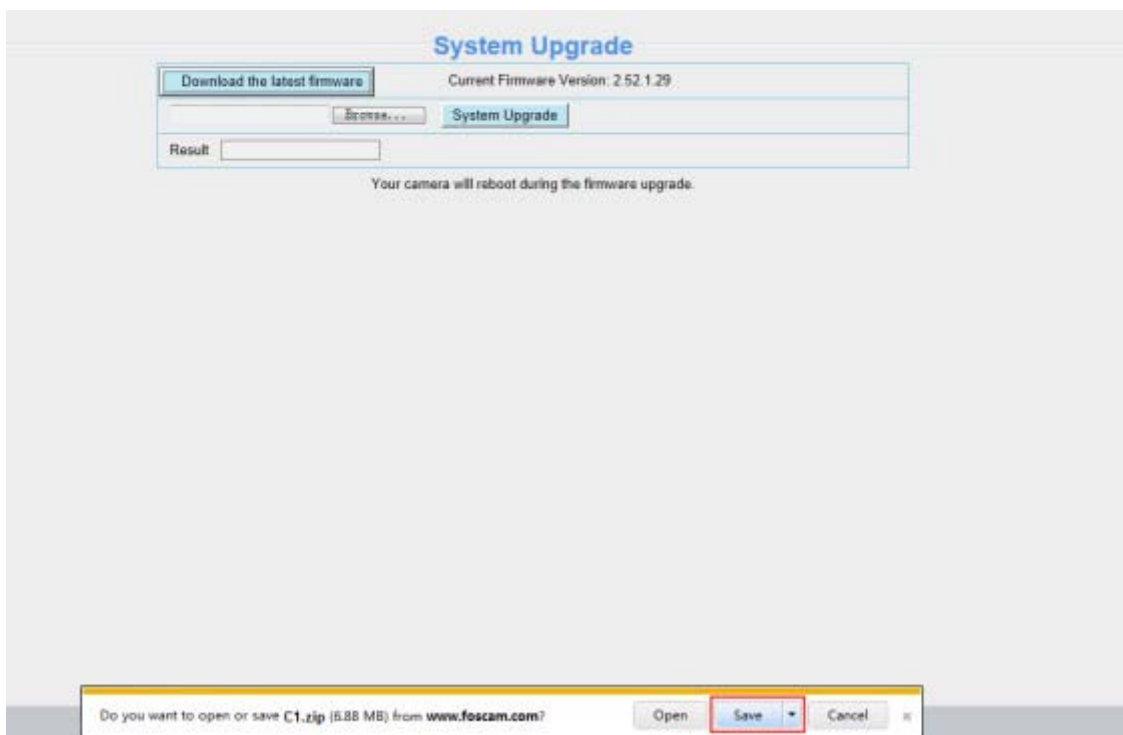 System Upgrade
Download the latest firmware Current Firmware Version: 2.52.1.29
Browse... System Upgrade
Result
Your camera will reboot during the firmware upgrade.
Do you want to open or save C1.zip (6.88 MB) from www.foscam.com? Open Save Cancel ×